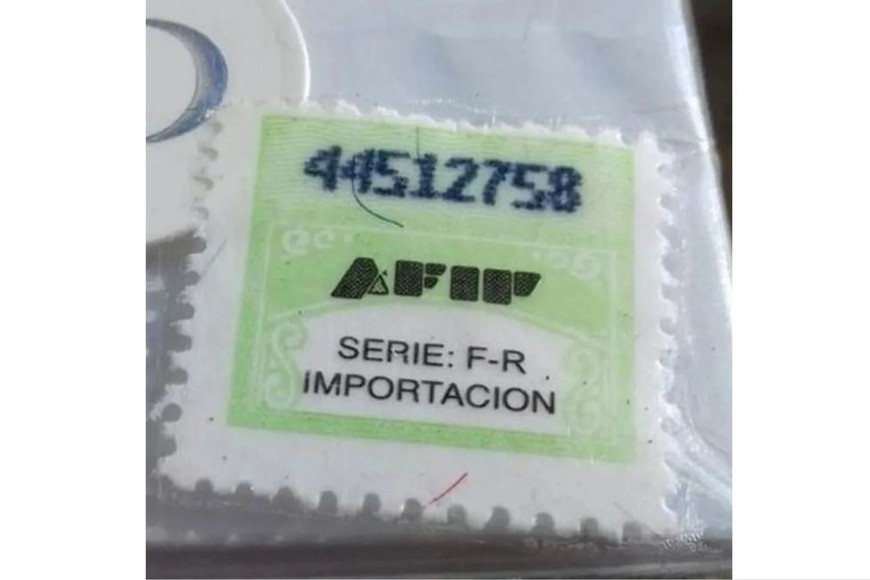 44512758
AFIP
SERIE: F-R
IMPORTACION